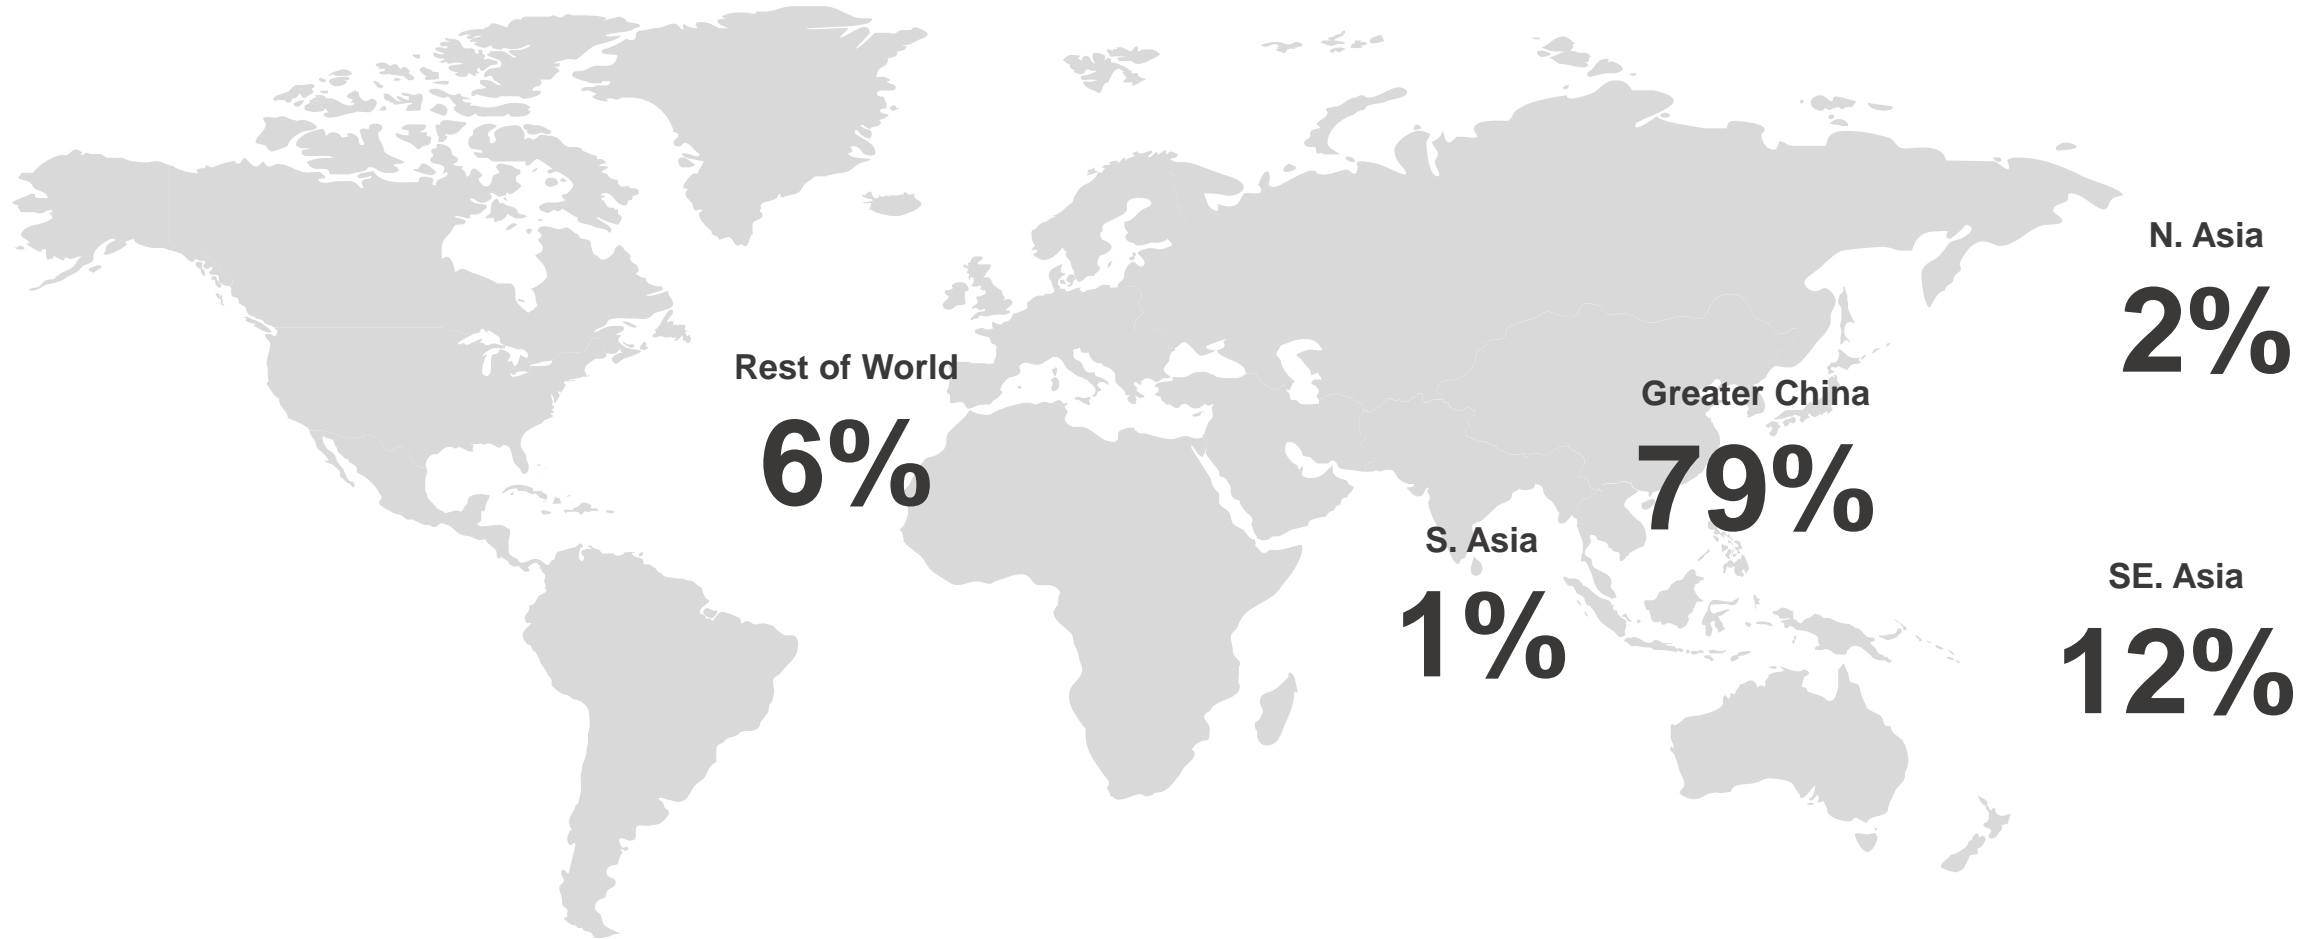 N. Asia
2%
Rest of World
6%
Greater China
79%
S. Asia
1%
SE. Asia
12%